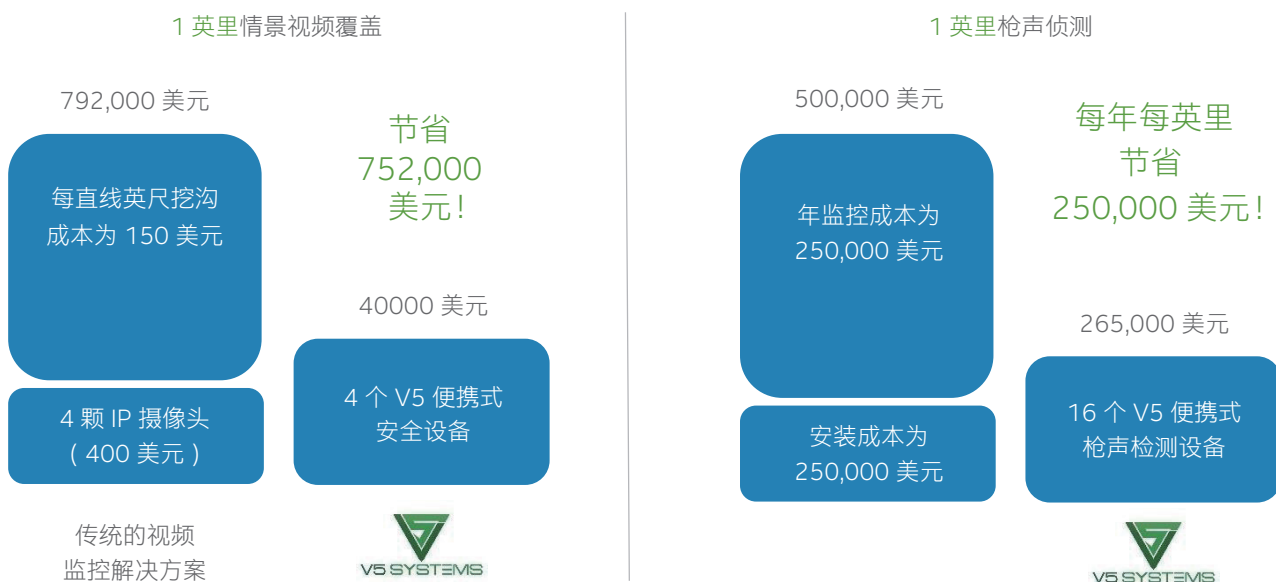 1 英里情景视频覆盖
792,000 美元
每直线英尺挖沟
成本为 150 美元
4 颗 IP 摄像头
( 400 美元 )
传统的视频
监控解决方案
节省
752,000
美元!
40000 美元
4 个 V5 便携式
安全设备
V5 SYSTEMS
1 英里枪声侦测
500,000 美元
年监控成本为
250,000 美元
安装成本为
250,000 美元
每年每英里
节省
250,000 美元!
265,000 美元
16 个 V5 便携式
枪声检测设备
V5 SYSTEMS